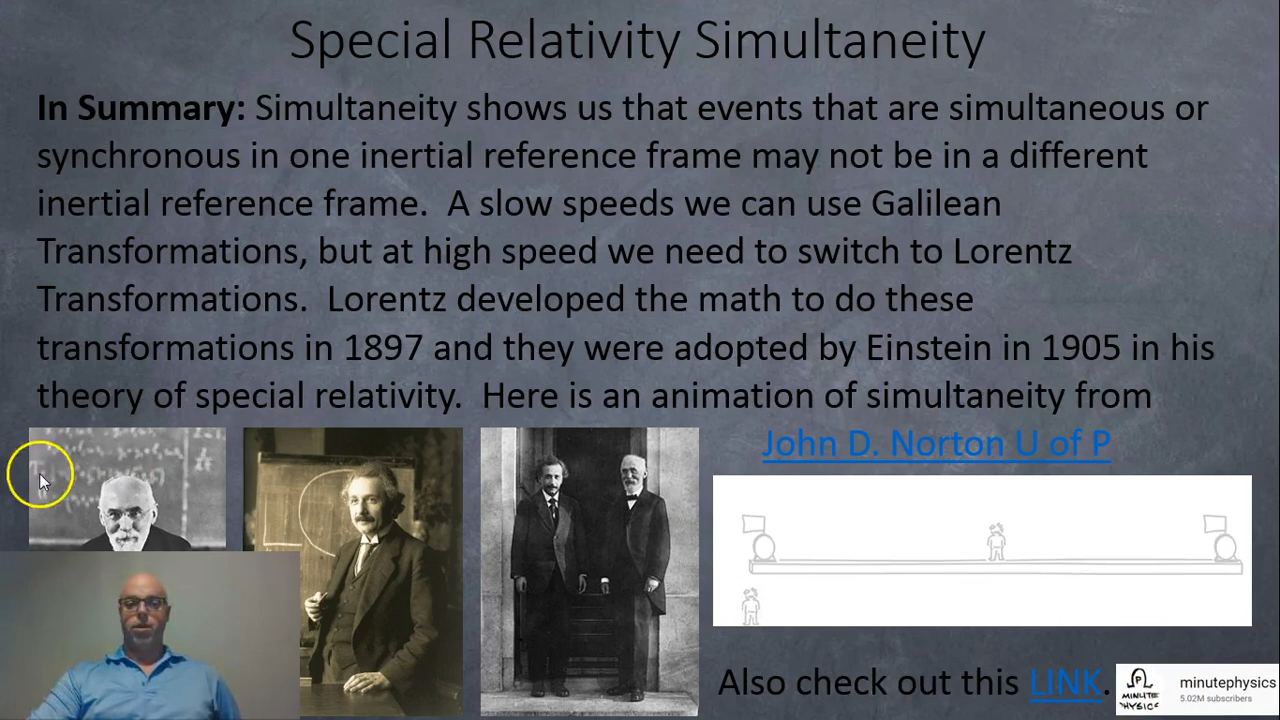 Special Relativity Simultaneity
In Summary: Simultaneity shows us that events that are simultaneous or
synchronous in one inertial reference frame may not be in a different
inertial reference frame.  A slow speeds we can use Galilean
Transformations, but at high speed we need to switch to Lorentz
Transformations.  Lorentz developed the math to do these
transformations in 1897 and they were adopted by Einstein in 1905 in his
theory of special relativity.  Here is an animation of simultaneity from
John D. Norton U of P
Also check out this LINK.
MINUTE PHYSICS
minutephysics
5.02M subscribers